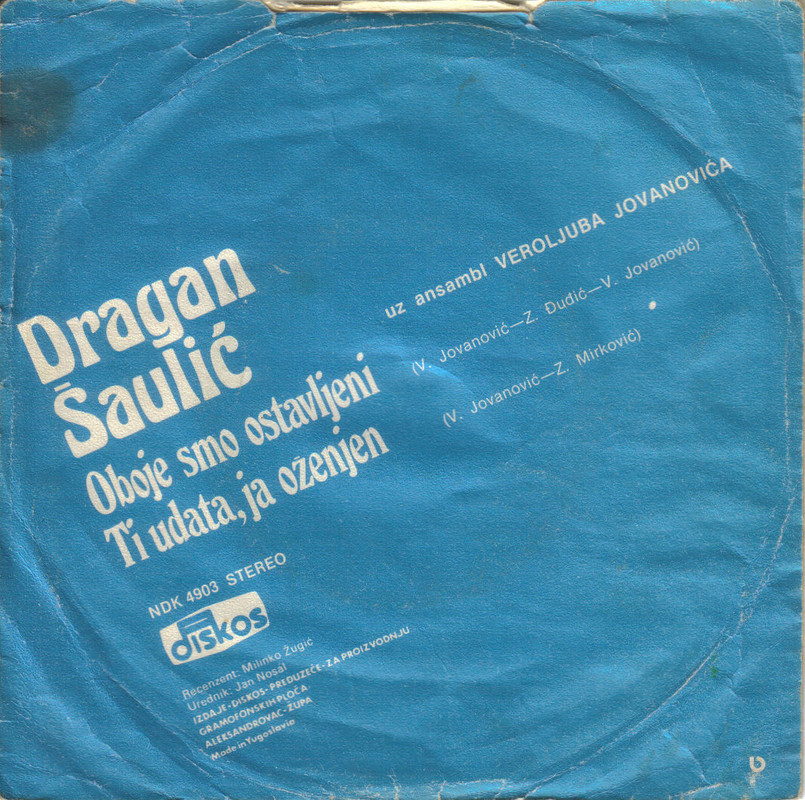 Dragan
Šaulić
uz ansambl VEROLJUBA JOVANOVIĆA
Oboje smo ostavljeni (V. Jovanović—Z. Đudić—V. Jovanović)
Ti udata, ja oženjen (V. Jovanović—Z. Mirković)
NDK 4903 STEREO
diskos
Recenzent: Milinko Žugić
Urednik: Jan Nosal
IZDAJE-DISKOS-PREDUZEĆE-ZA PROIZVODNJU
GRAMOFONSKIH PLOČA
ALEKSANDROVAC-ŽUPA
Made in Yugoslavia
b